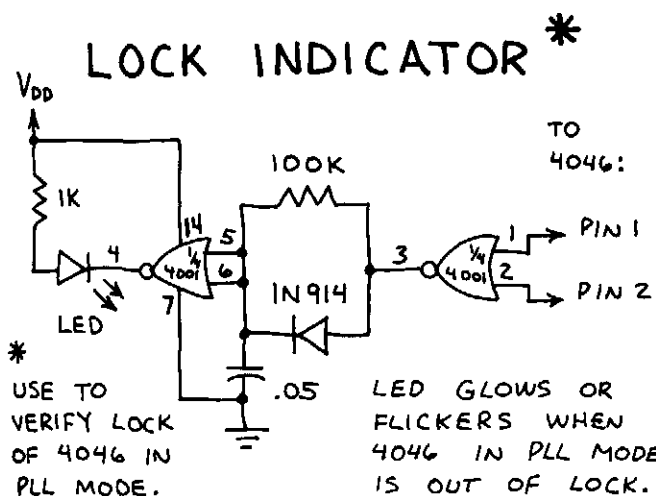 LOCK INDICATOR *
VDD
TO
4046:
100K
1K
14
5
1/4
4001
6
4
7
LED
3
1
1/4
4001
2
PIN 1
PIN 2
1N914
.05
*
USE TO
VERIFY LOCK
OF 4046 IN
PLL MODE.
LED GLOWS OR
FLICKERS WHEN
4046 IN PLL MODE
IS OUT OF LOCK.